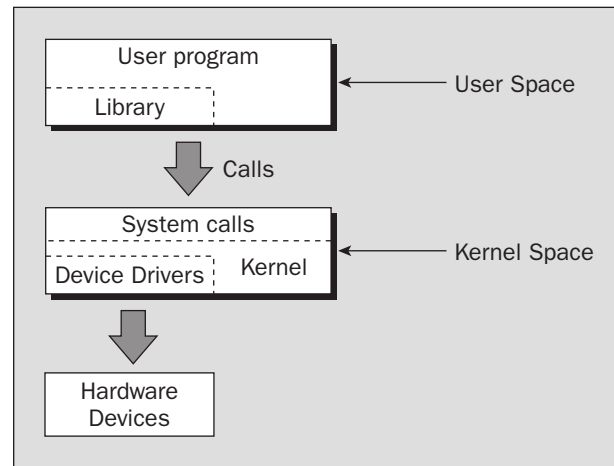 User program
Library
User Space
Calls
System calls
Device Drivers
Kernel
Kernel Space
Hardware
Devices